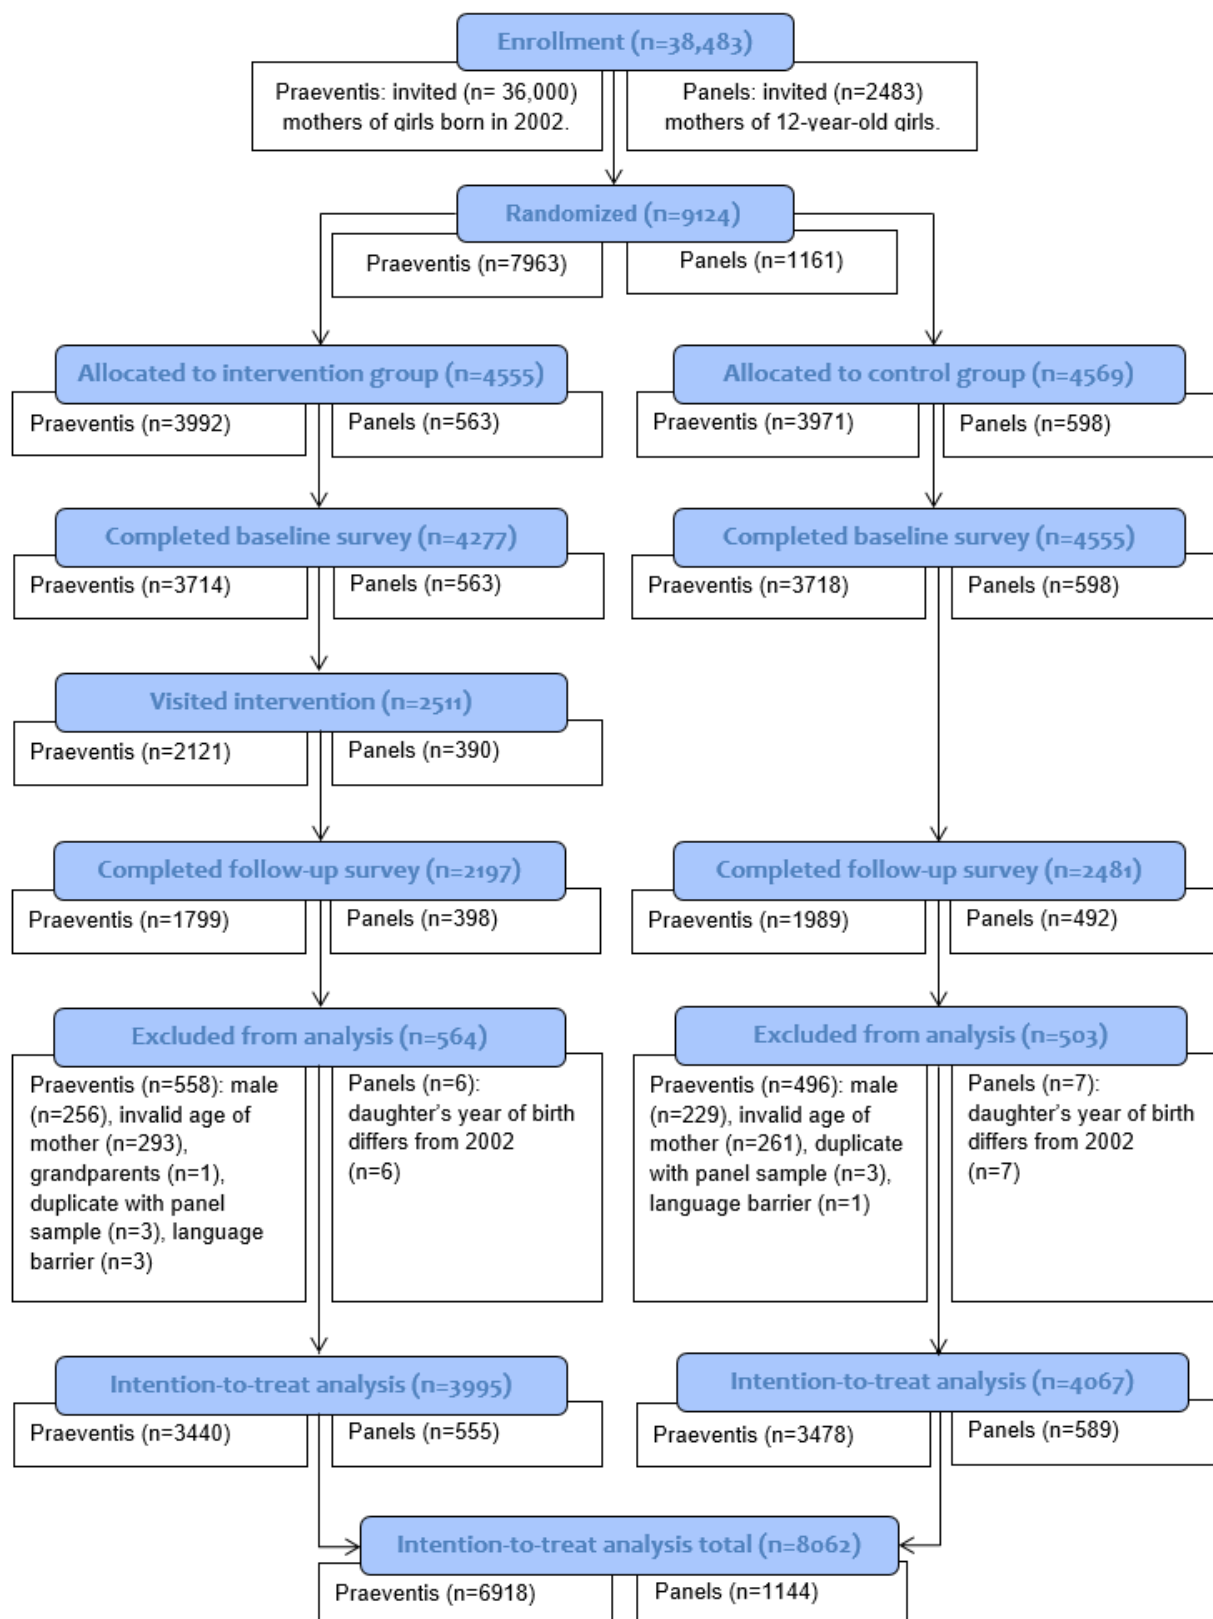 Enrollment (n=38,483)
Praeventis: invited (n= 36,000)
mothers of girls born in 2002.
Panels: invited (n=2483)
mothers of 12-year-old girls.
Randomized (n=9124)
Praeventis (n=7963)
Panels (n=1161)
Allocated to intervention group (n=4555)
Praeventis (n=3992)
Panels (n=563)
Allocated to control group (n=4569)
Praeventis (n=3971)
Panels (n=598)
Completed baseline survey (n=4277)
Praeventis (n=3714)
Panels (n=563)
Completed baseline survey (n=4555)
Praeventis (n=3718)
Panels (n=598)
Visited intervention (n=2511)
Praeventis (n=2121)
Panels (n=390)
Completed follow-up survey (n=2197)
Praeventis (n=1799)
Panels (n=398)
Completed follow-up survey (n=2481)
Praeventis (n=1989)
Panels (n=492)
Excluded from analysis (n=564)
Praeventis (n=558): male
(n=256), invalid age of
mother (n=293),
grandparents (n=1),
duplicate with panel
sample (n=3), language
barrier (n=3)
Panels (n=6):
daughter's year of birth
differs from 2002
(n=6)
Excluded from analysis (n=503)
Praeventis (n=496): male
(n=229), invalid age of
mother (n=261), duplicate
with panel sample (n=3),
language barrier (n=1)
Panels (n=7):
daughter's year of birth
differs from 2002
(n=7)
Intention-to-treat analysis (n=3995)
Praeventis (n=3440)
Panels (n=555)
Intention-to-treat analysis (n=4067)
Praeventis (n=3478)
Panels (n=589)
Intention-to-treat analysis total (n=8062)
Praeventis (n=6918)
Panels (n=1144)